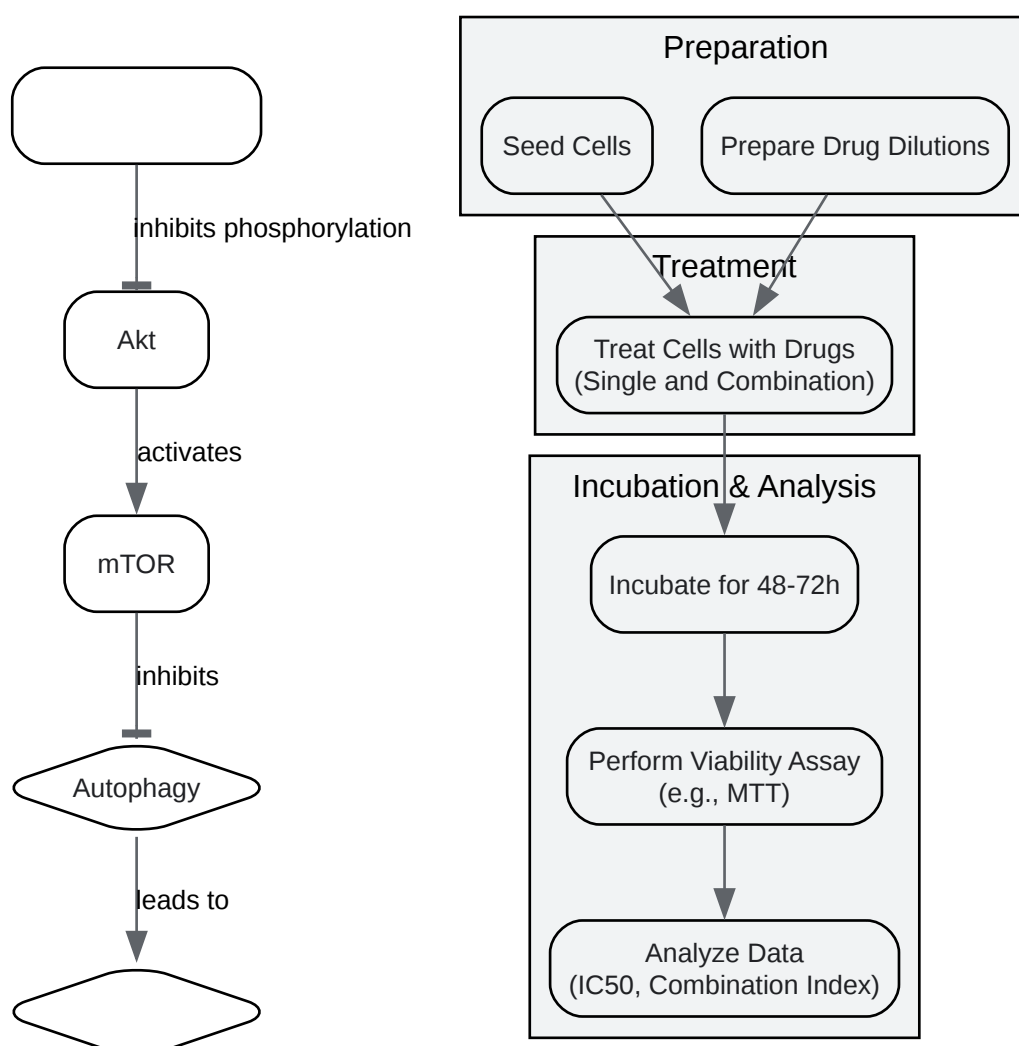 inhibits phosphorylation
Akt
activates
mTOR
inhibits
Autophagy
leads to
Preparation
Seed Cells
Prepare Drug Dilutions
Treatment
Treat Cells with Drugs
(Single and Combination)
Incubation & Analysis
Incubate for 48-72h
Perform Viability Assay
(e.g., MTT)
Analyze Data
(IC50, Combination Index)